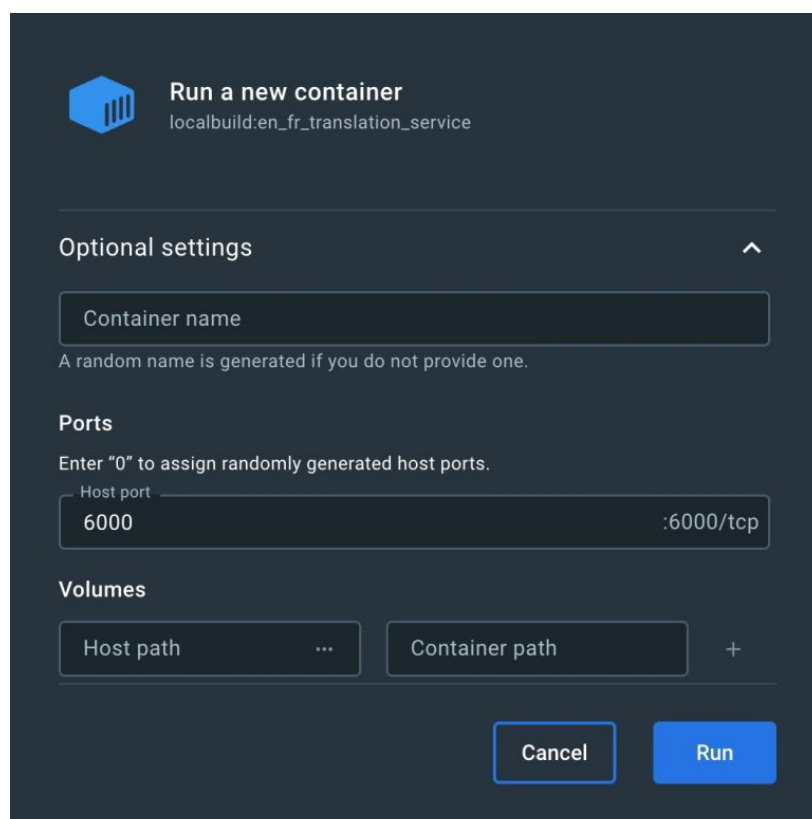 Run a new container
localbuild:en_fr_translation_service
Optional settings
Container name
A random name is generated if you do not provide one.
Ports
Enter “0” to assign randomly generated host ports.
Host port
6000 :6000/tcp
Volumes
Host path ··· Container path +
Cancel Run